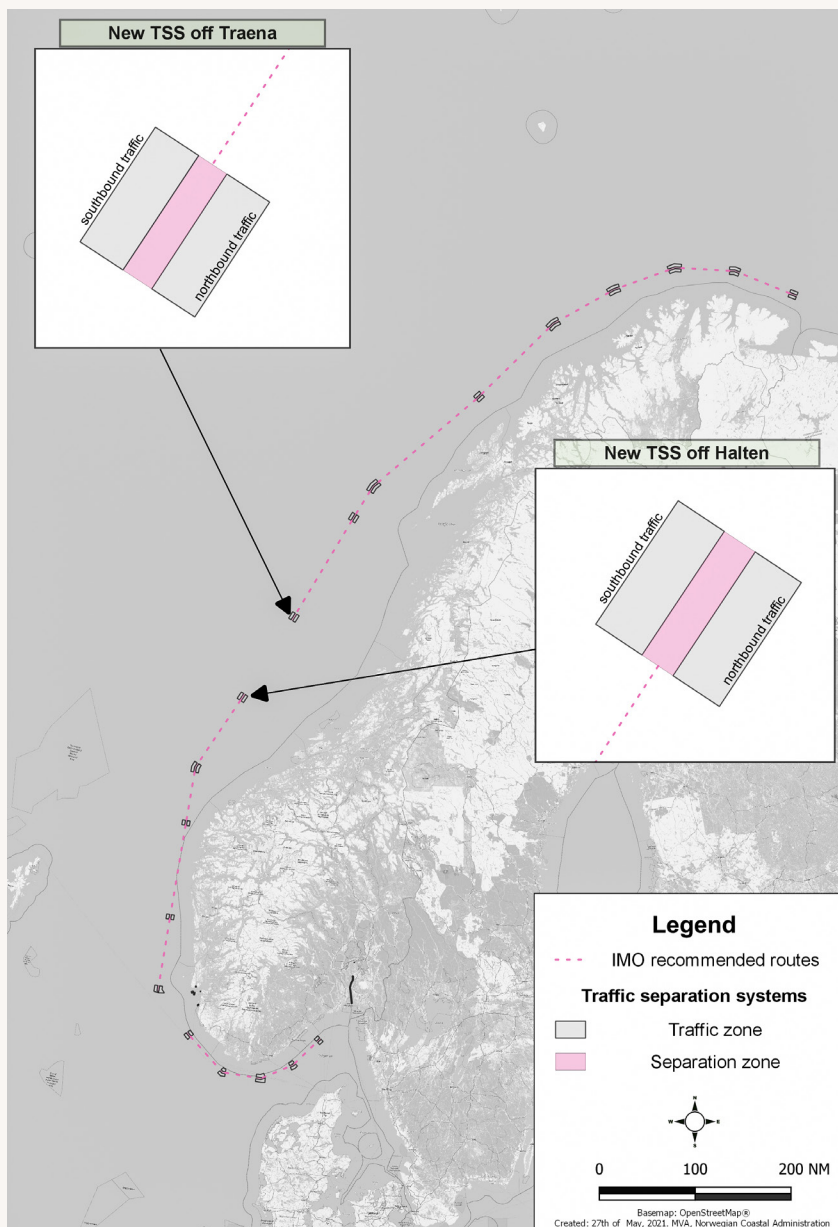 New TSS off Traena
southbound traffic
northbound traffic
New TSS off Halten
southbound traffic
northbound traffic
Legend
IMO recommended routes
Traffic separation systems
Traffic zone
Separation zone
N
W E
S
0 100 200 NM
Basemap: OpenStreetMap®
Created: 27th of May, 2021, MVA, Norwegian Coastal Administration